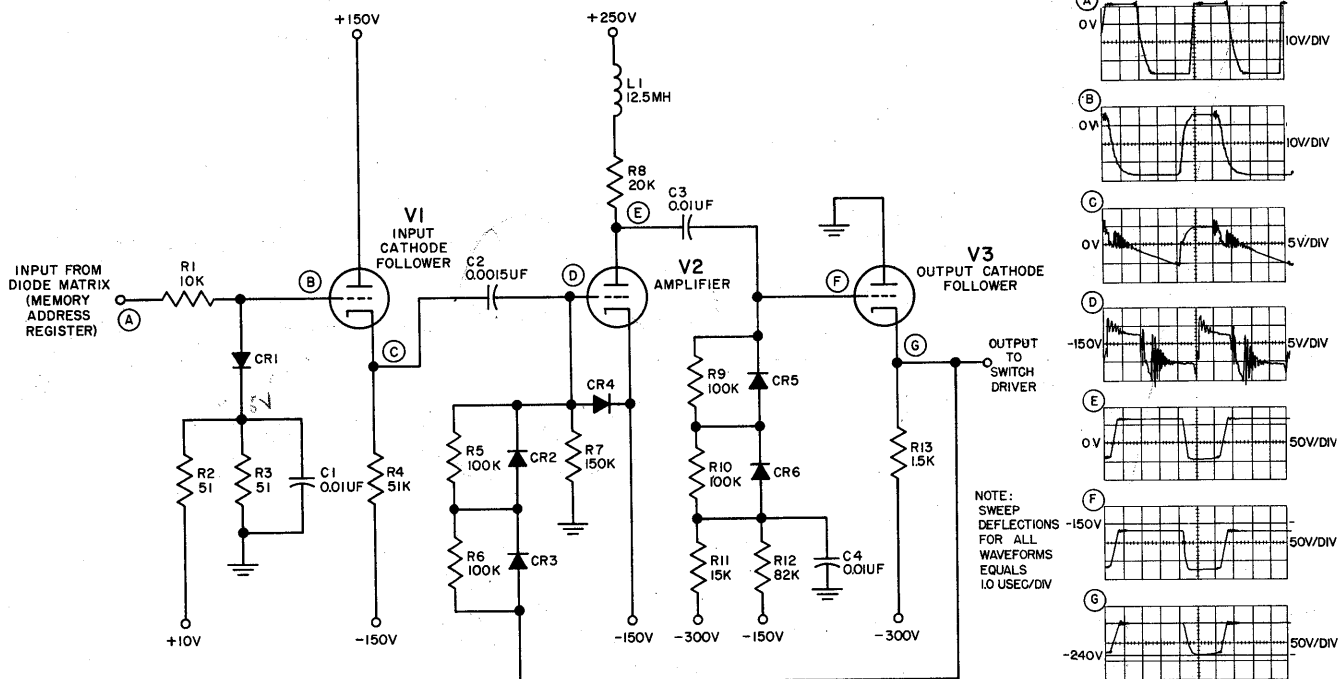 +150V
+250V
L1
12.5MH
R8
20K
E
C3
0.01UF
V1
INPUT
CATHODE
FOLLOWER
C2
0.0015UF
D
V2
AMPLIFIER
V3
OUTPUT CATHODE
FOLLOWER
INPUT FROM
DIODE MATRIX
(MEMORY
ADDRESS
REGISTER)
A
R1
10K
B
C
F
G
OUTPUT
TO
SWITCH
DRIVER
CR1
CR4
R9
100K
CR5
R2
51
R3
51
C1
0.01UF
R4
51K
R5
100K
CR2
R7
150K
R10
100K
CR6
R13
1.5K
R6
100K
CR3
R11
15K
R12
82K
C4
0.01UF
+10V
-150V
-150V
-300V
-150V
-300V
NOTE:
SWEEP
DEFLECTIONS
FOR ALL
WAVEFORMS
EQUALS
1.0 USEC/DIV
A
0V
10V/DIV
B
0V
10V/DIV
C
0V
5V/DIV
D
-150V
5V/DIV
E
0V
50V/DIV
F
-150V
50V/DIV
G
-240V
50V/DIV